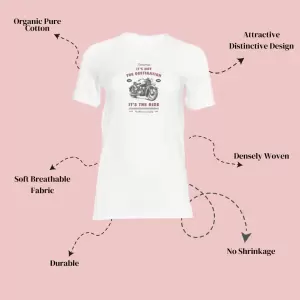 Organic Pure
Cotton
Attractive
Distinctive Design
IT'S NOT
THE DESTINATION
IT'S THE RIDE
Densely Woven
Soft Breathable
Fabric
No Shrinkage
Durable